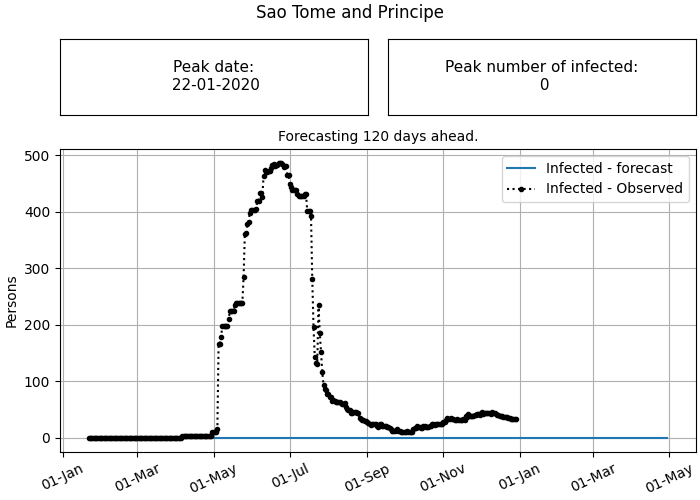 Sao Tome and Principe
Peak date:
22-01-2020
Peak number of infected:
0
Forecasting 120 days ahead.
Infected - forecast
Infected - Observed
Persons
500
400
300
200
100
0
01-Jan
01-Mar
01-May
01-Jul
01-Sep
01-Nov
01-Jan
01-Mar
01-May